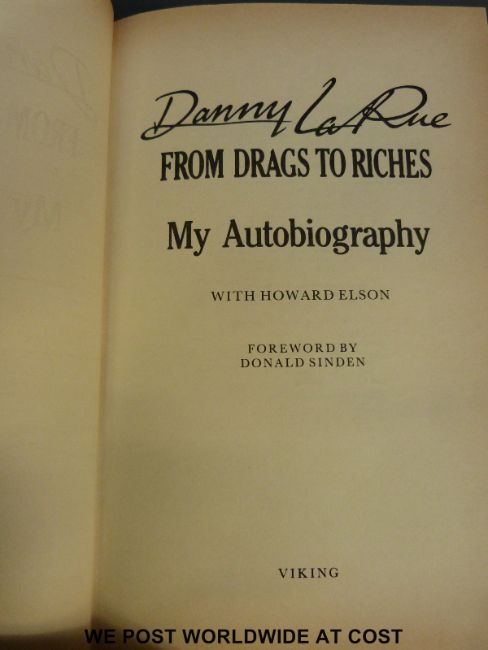 Danny La Rue
FROM DRAGS TO RICHES
My Autobiography
WITH HOWARD ELSON
FOREWORD BY
DONALD SINDEN
VIKING
WE POST WORLDWIDE AT COST